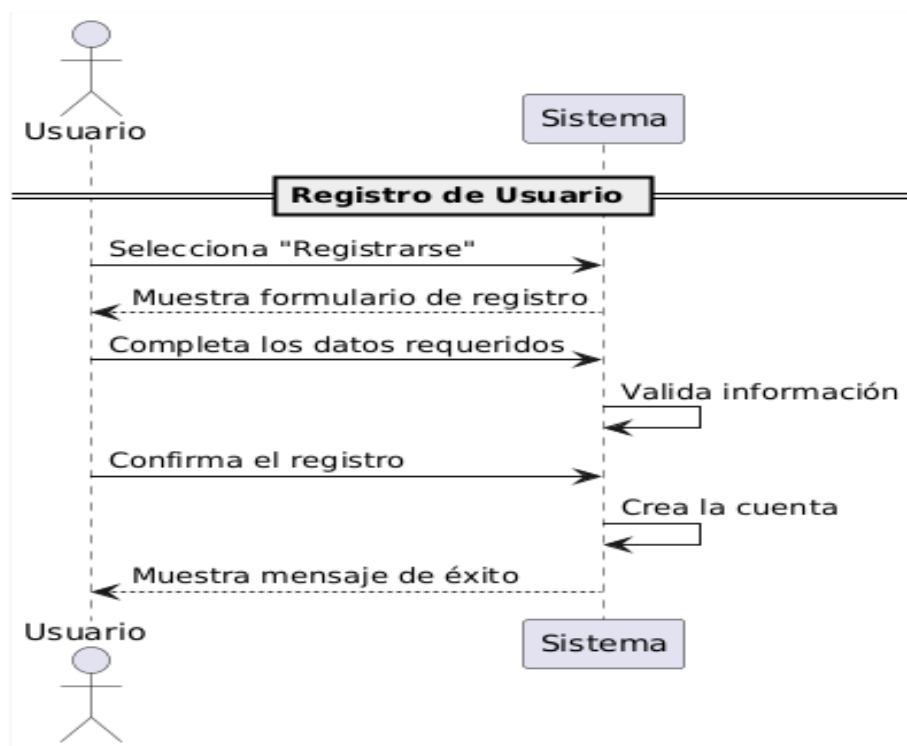 Usuario
Sistema
Registro de Usuario
Selecciona "Registrarse"
Muestra formulario de registro
Completa los datos requeridos
Valida información
Confirma el registro
Crea la cuenta
Muestra mensaje de éxito
Usuario
Sistema